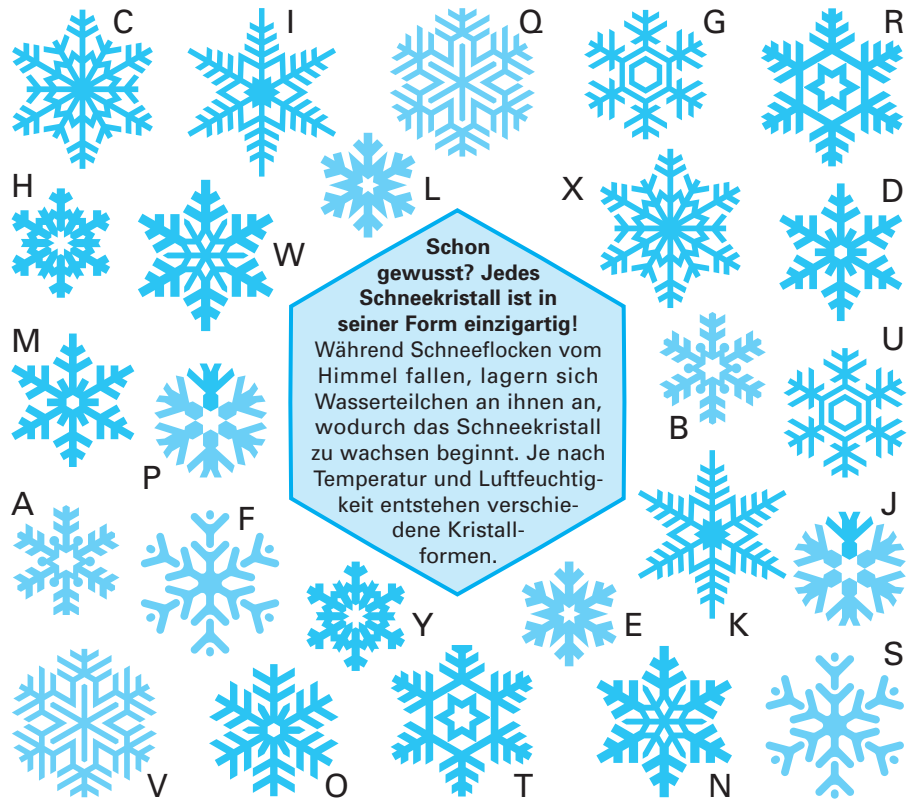 C I Q G R
H L X D
W
Schon
gewusst? Jedes
Schneekristall ist in
seiner Form einzigartig!
Während Schneeflocken vom
Himmel fallen, lagern sich
Wasserteilchen an ihnen an,
wodurch das Schneekristall
zu wachsen beginnt. Je nach
Temperatur und Luftfeuchtig-
keit entstehen verschie-
dene Kristall-
formen.
M U
B
P
A F J
Y E K
S
V O T N